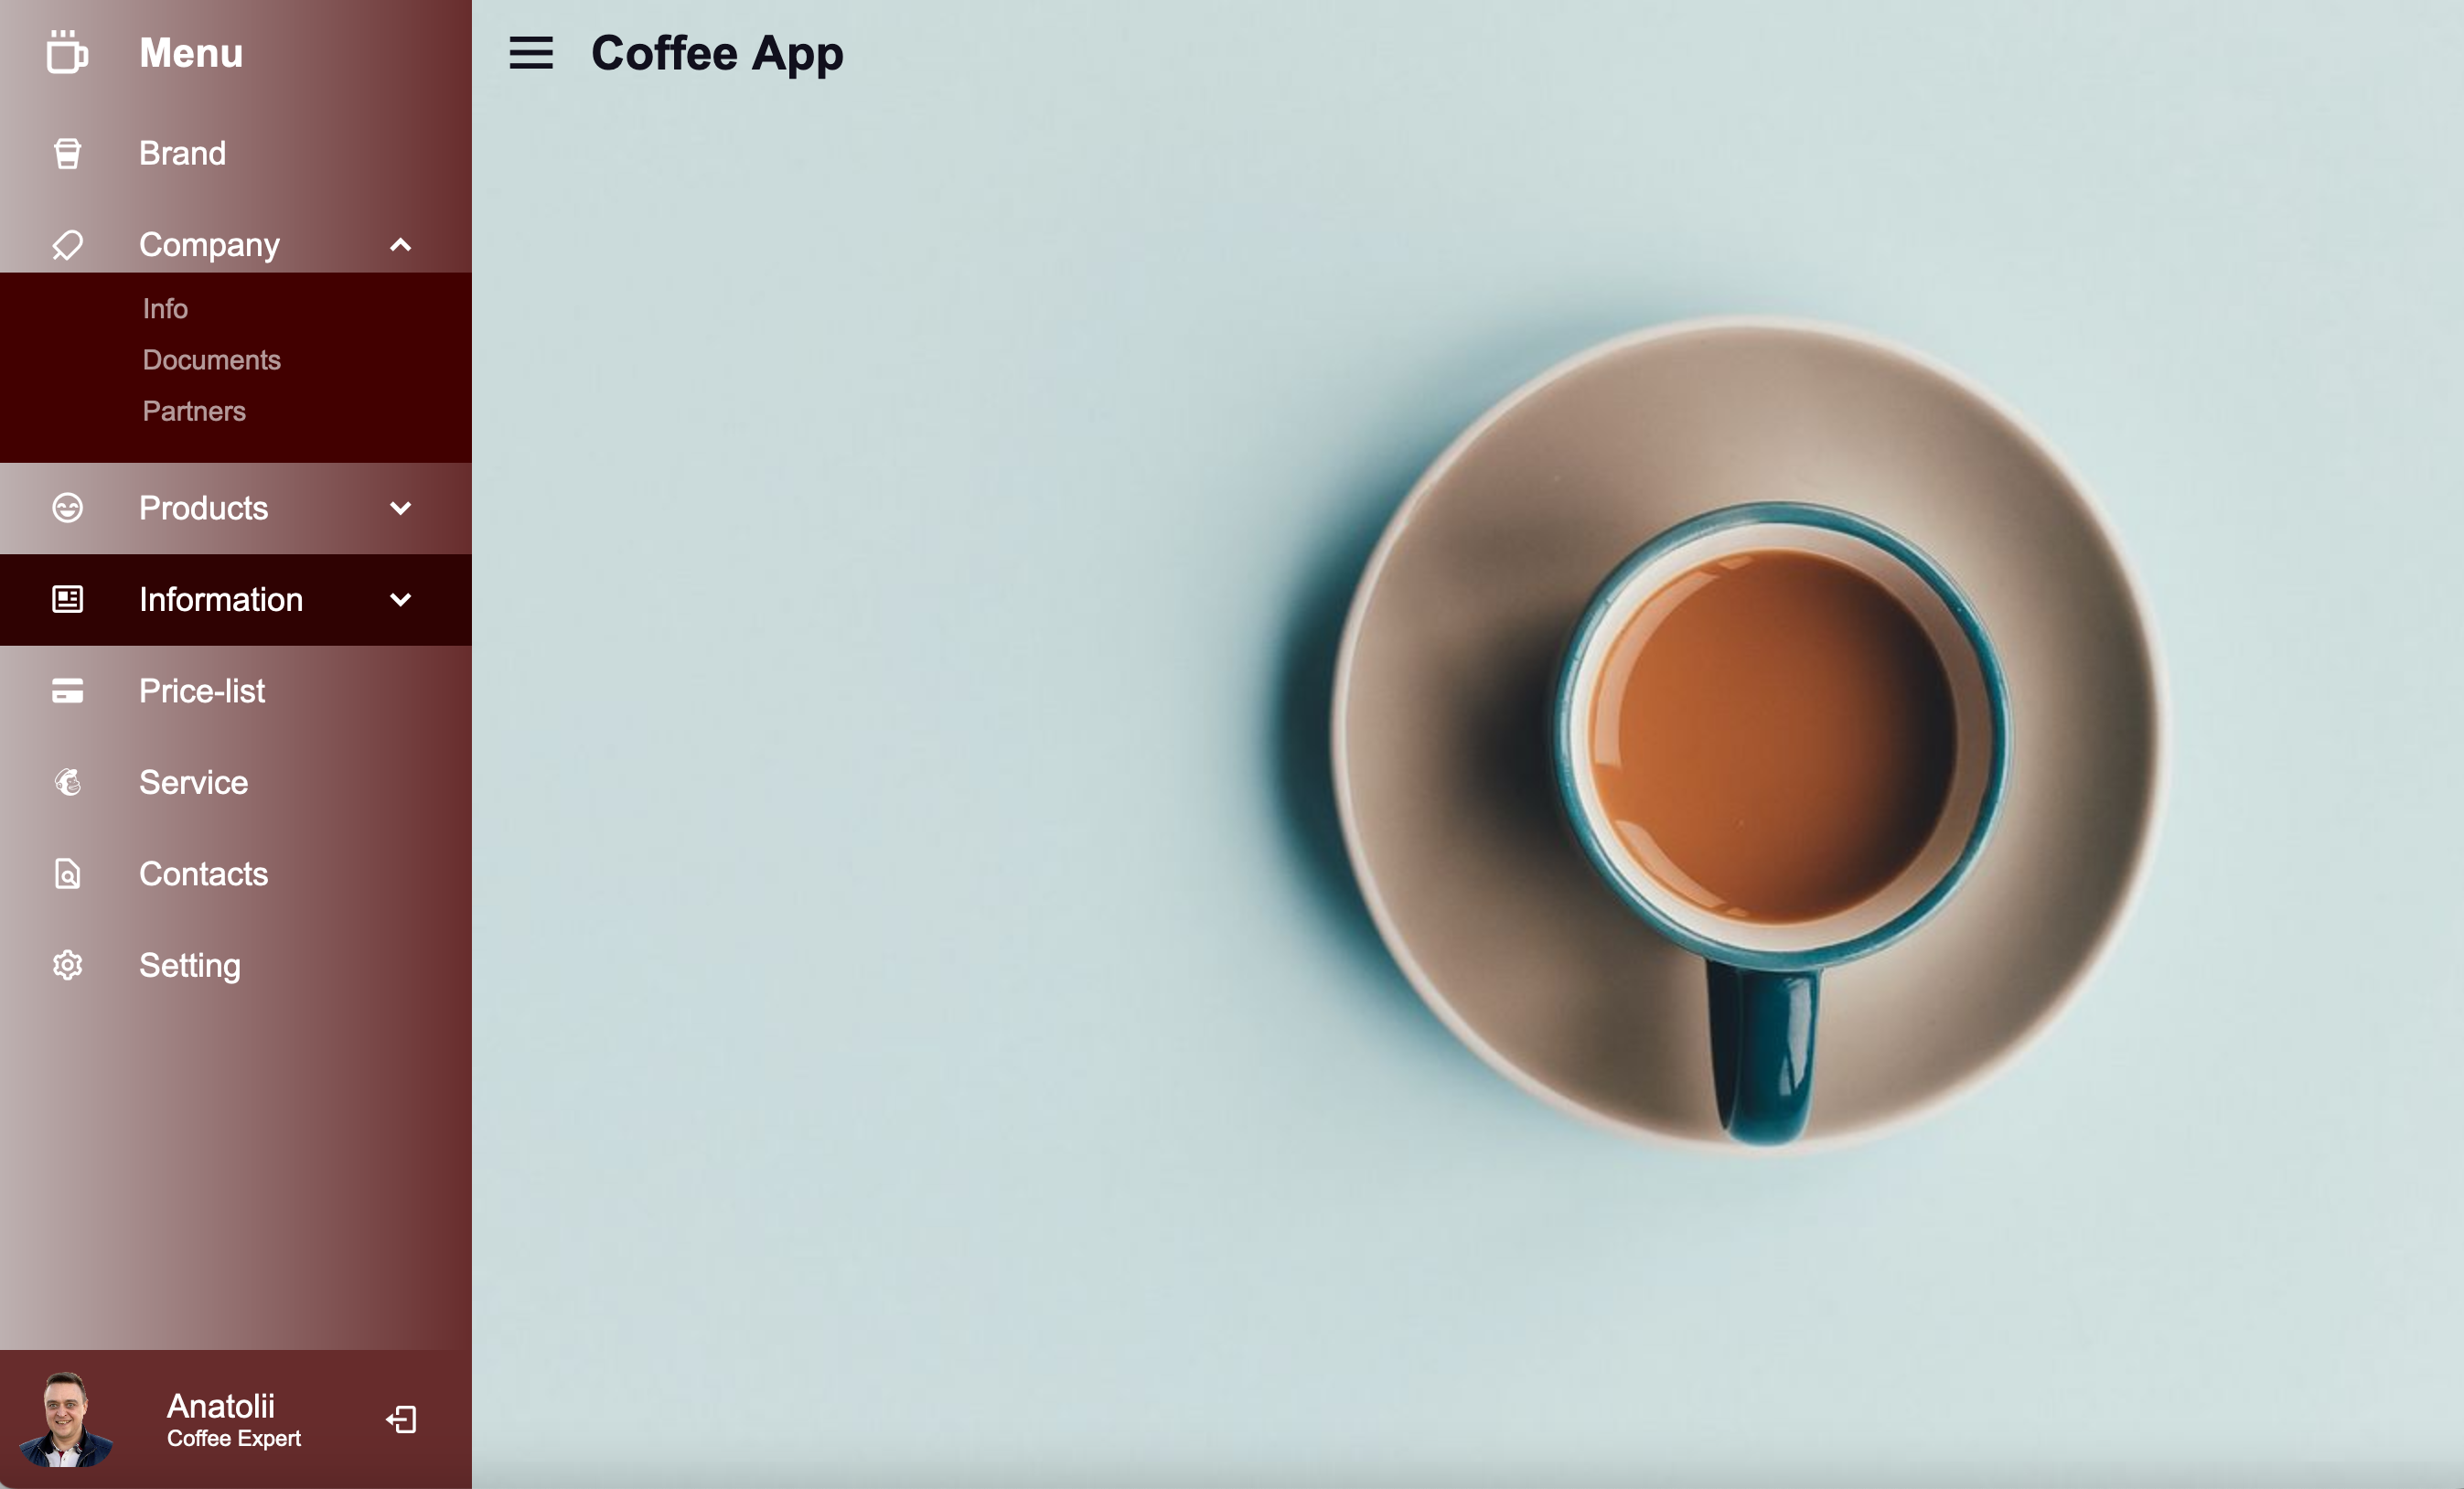 Menu
Coffee App
Brand
Company
Info
Documents
Partners
Products
Information
Price-list
Service
Contacts
Setting
Anatolii
Coffee Expert